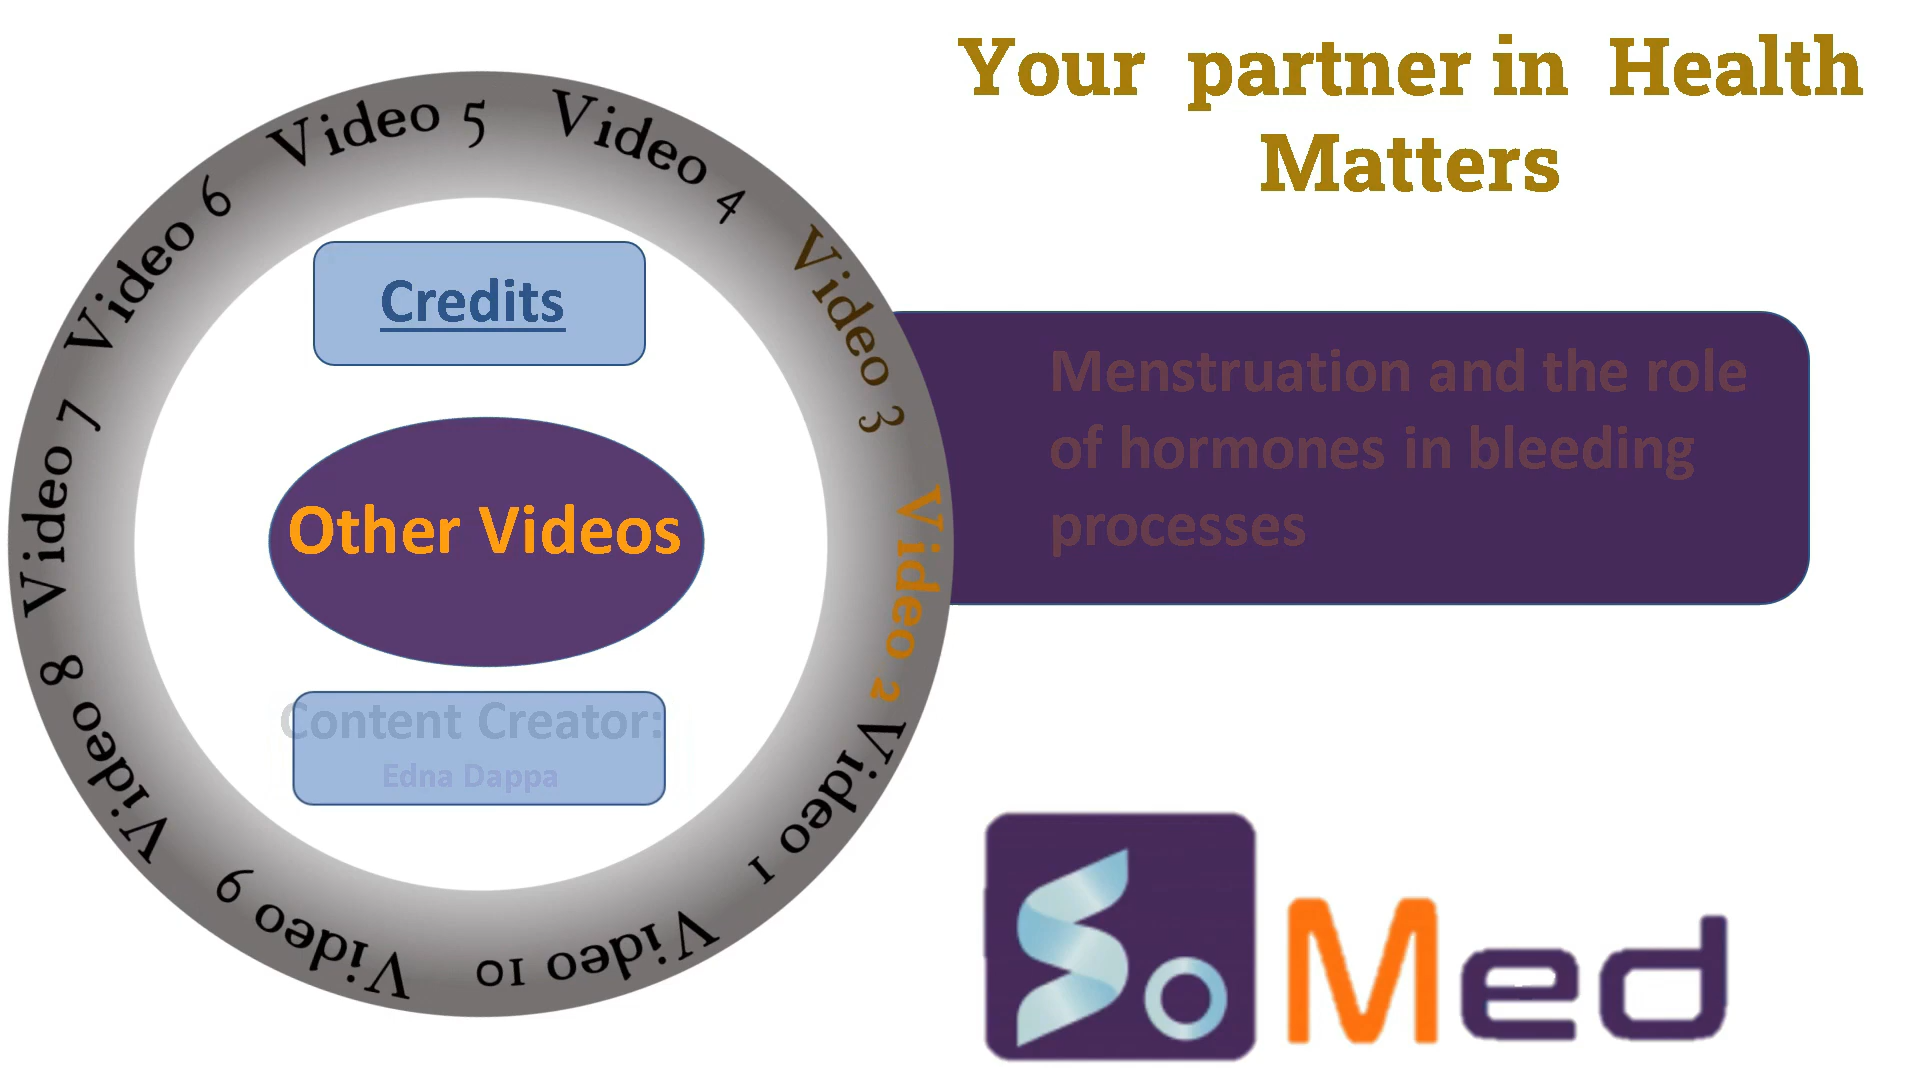 Your partner in Health
Matters
Video 1
Video 2
Video 3
Video 4
Video 5
Video 6
Video 7
Video 8
Video 9
Video 10
Credits
Other Videos
Content Creator:
Edna Dappa
Menstruation and the role
of hormones in bleeding
processes
SoMed